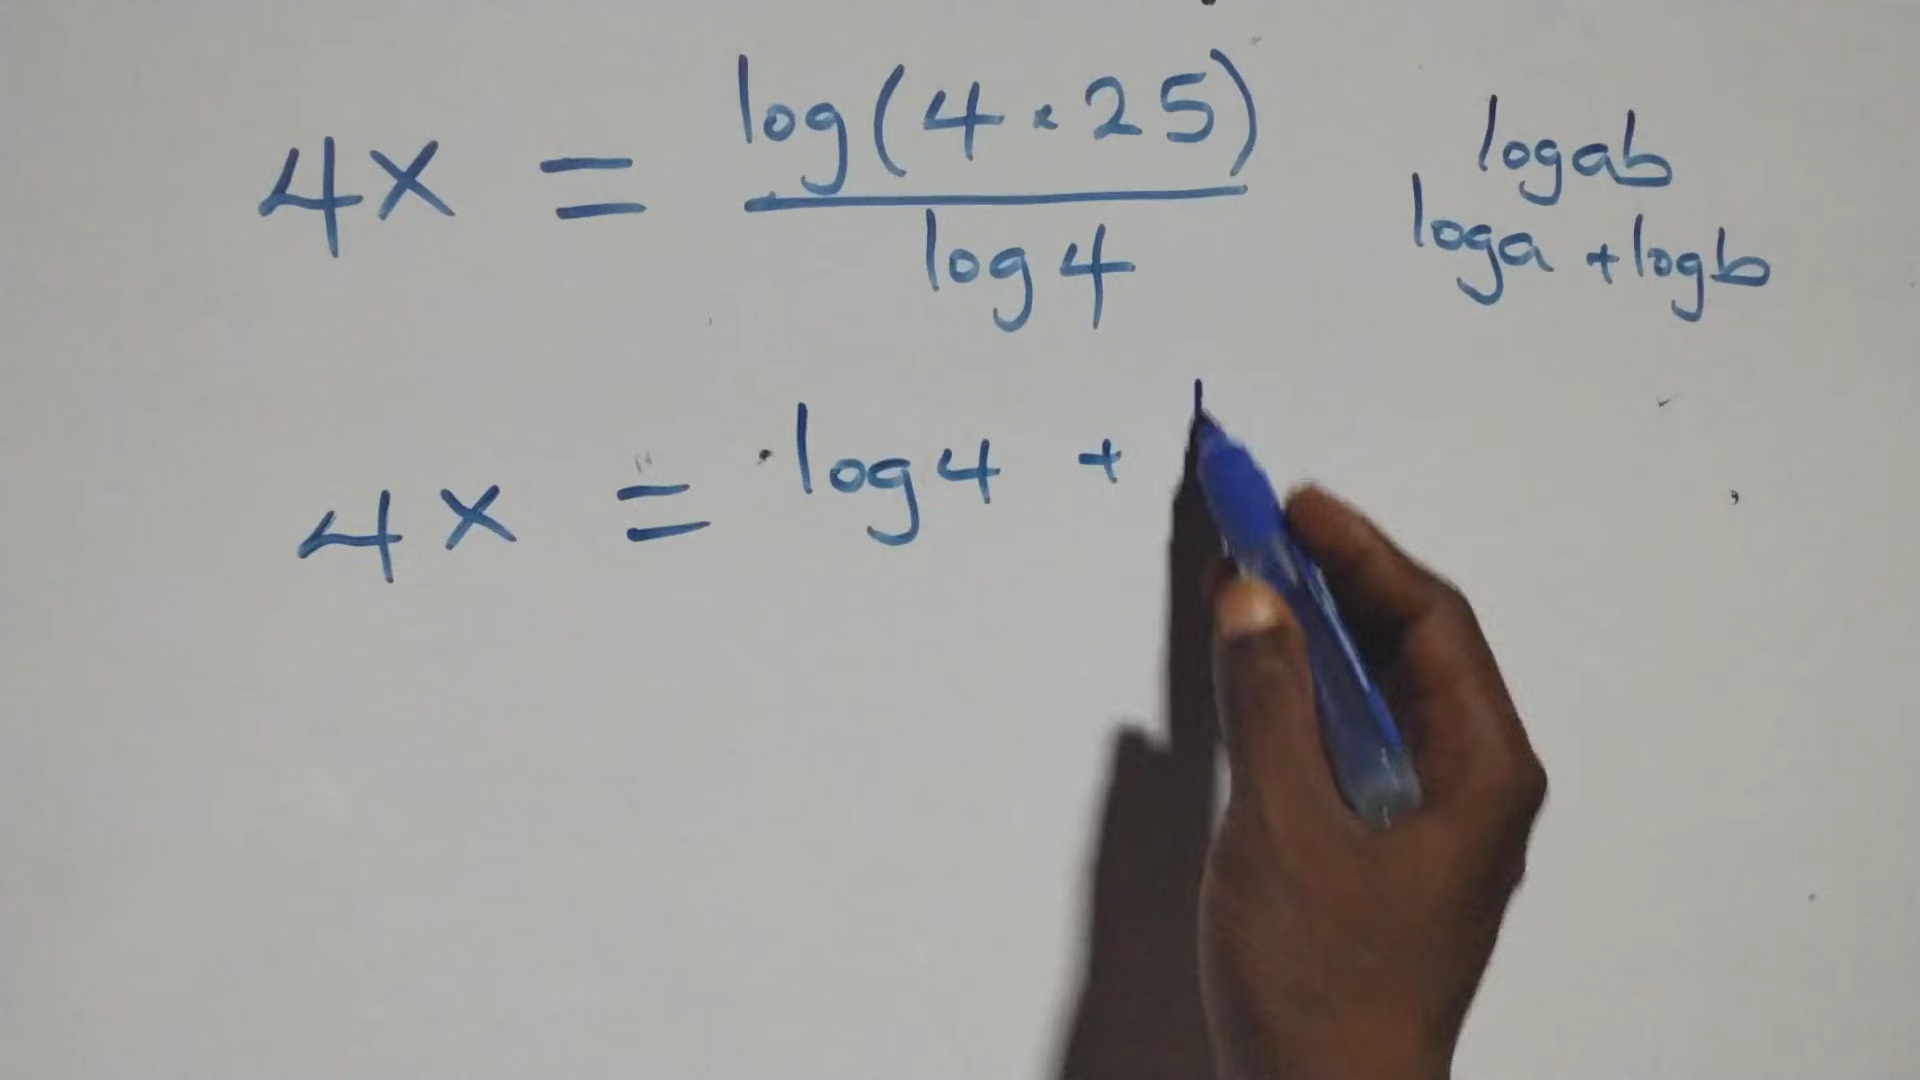 4x = log(4 × 25) / log 4
log ab
log a + log b
4x = log 4 +